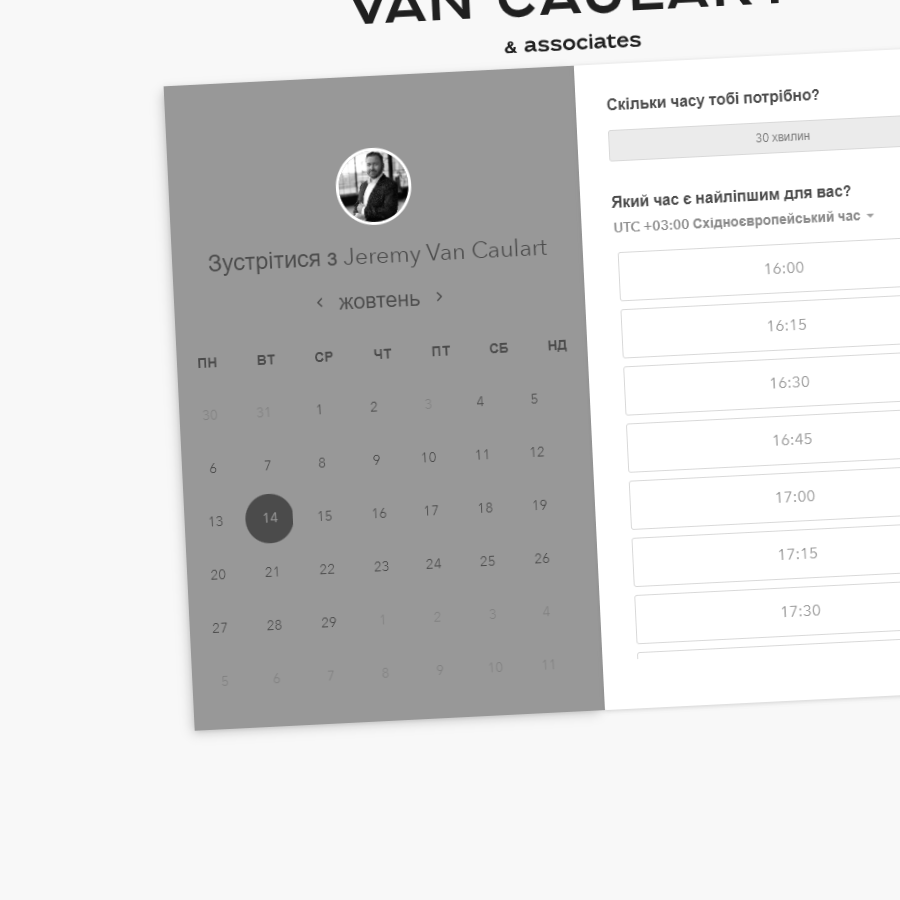 VAN CAULART
& associates
Зустрітися з Jeremy Van Caulart
‹ жовтень ›
ПН ВТ СР ЧТ ПТ СБ НД
30 31 1 2 3 4 5
6 7 8 9 10 11 12
13 14 15 16 17 18 19
20 21 22 23 24 25 26
27 28 29 1 2 3 4
5 6 7 8 9 10 11
Скільки часу тобі потрібно?
30 хвилин
Який час є найліпшим для вас?
UTC +03:00 Східноєвропейський час
16:00
16:15
16:30
16:45
17:00
17:15
17:30